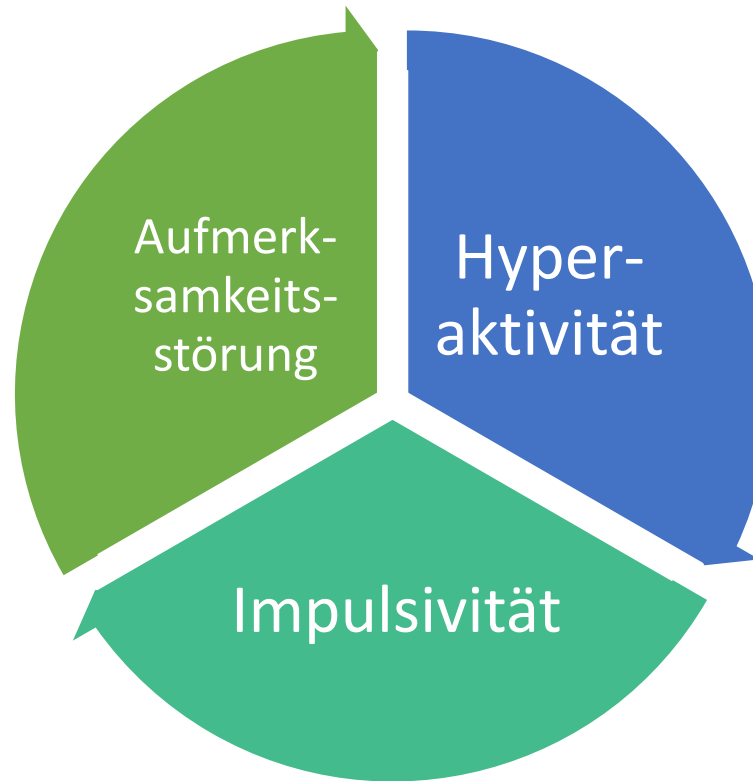 Aufmerk-
samkeits-
störung
Hyper-
aktivität
Impulsivität